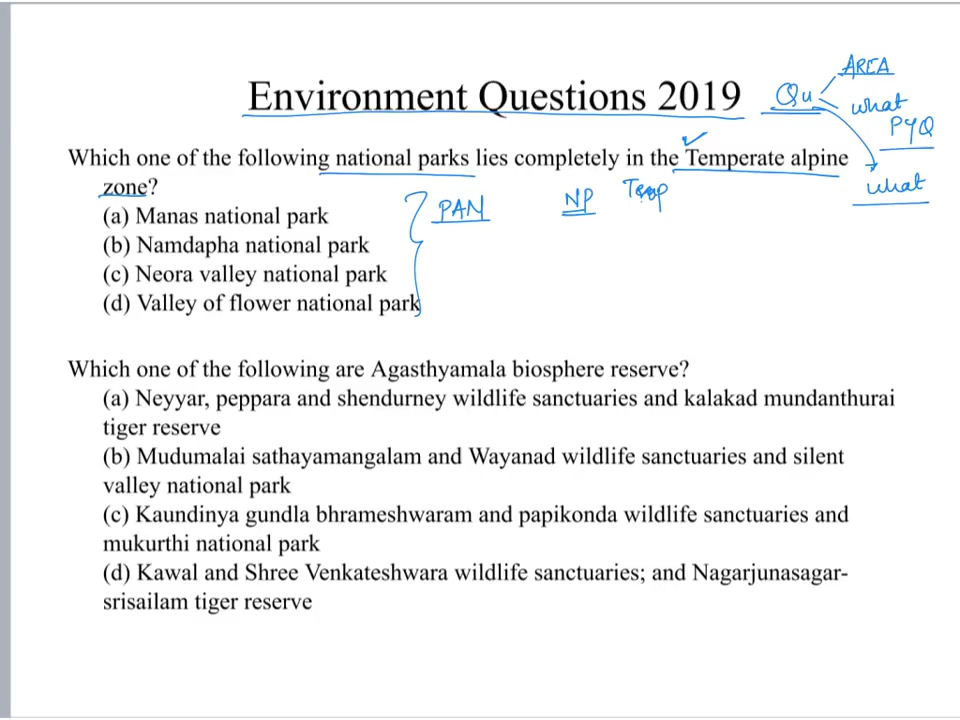 Environment Questions 2019
Qu
AREA
what
PYQ
what
Which one of the following national parks lies completely in the Temperate alpine
zone?
(a) Manas national park
(b) Namdapha national park
(c) Neora valley national park
(d) Valley of flower national park
PAN
NP
Which one of the following are Agasthyamala biosphere reserve?
(a) Neyyar, peppara and shendurney wildlife sanctuaries and kalakad mundanthurai
tiger reserve
(b) Mudumalai sathayamangalam and Wayanad wildlife sanctuaries and silent
valley national park
(c) Kaundinya gundla bhrameshwaram and papikonda wildlife sanctuaries and
mukurthi national park
(d) Kawal and Shree Venkateshwara wildlife sanctuaries; and Nagarjunasagar-
srisailam tiger reserve